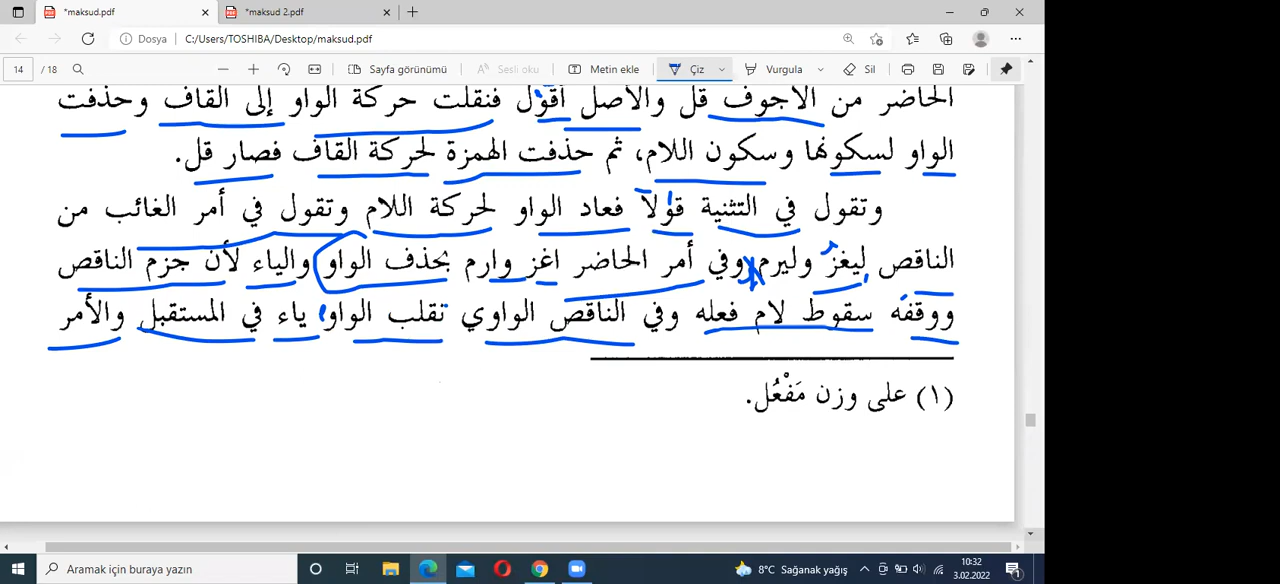 *maksud.pdf
*maksud 2.pdf
Dosya C:/Users/TOSHIBA/Desktop/maksud.pdf
14 / 18 Sayfa görünümü Sesli oku Metin ekle Çiz Vurgula Sil
الحاضر من الأجوف قل والأصل أقول فنقلت حركة الواو إلى القاف وحذفت
الواو لسكونها وسكون اللام، ثم حذفت الهمزة لحركة القاف فصار قل.
وتقول في التثنية قولا فعاد الواو لحركة اللام وتقول في أمر الغائب من
الناقص ليغز وليرم وفي أمر الحاضر اغز وارم بحذف الواو والياء لأن جزم الناقص
ووقفه سقوط لام فعله وفي الناقص الواوي تقلب الواو ياء في المستقبل والأمر
(١) على وزن مَفْعُل.
Aramak için buraya yazın
8°C Sağanak yağış
10:32
3.02.2022
1